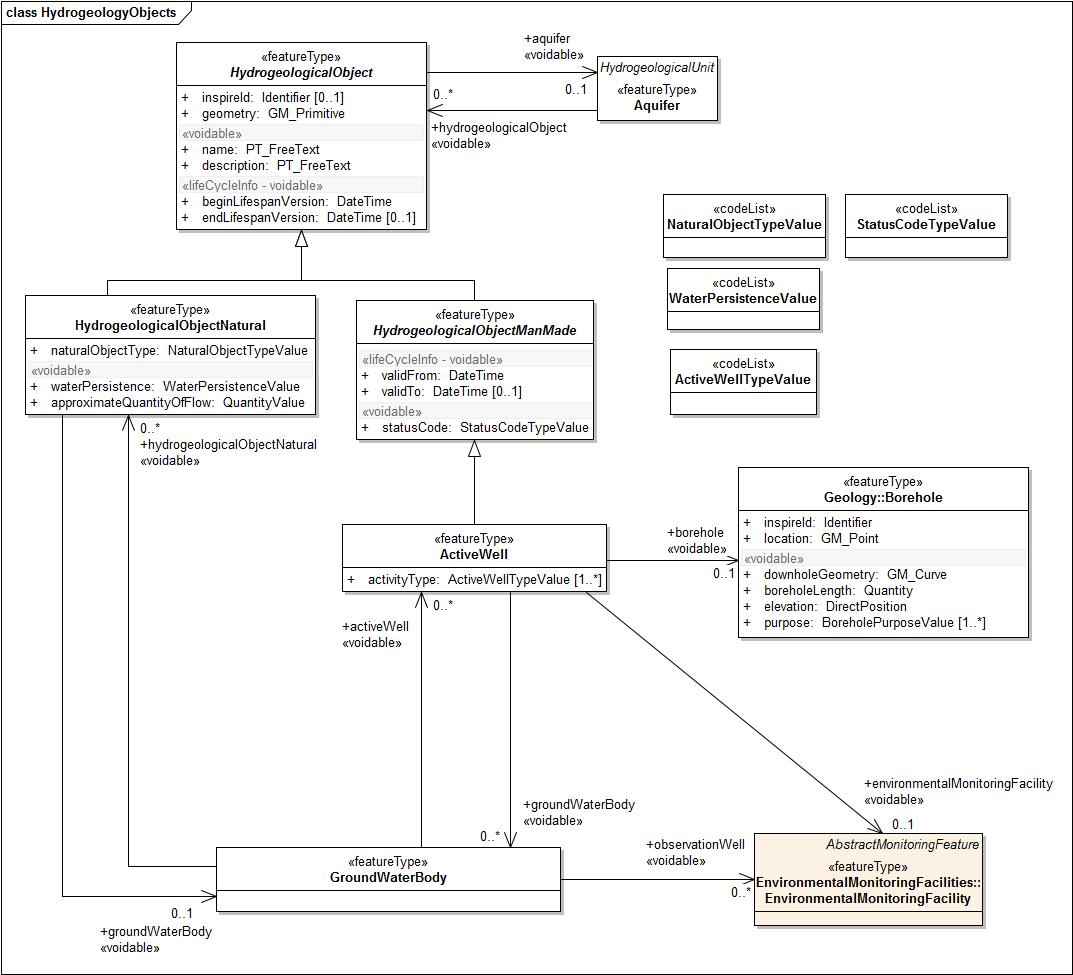 class HydrogeologyObjects
«featureType»
HydrogeologicalObject
+ inspireId: Identifier [0..1]
+ geometry: GM_Primitive
«voidable»
+ name: PT_FreeText
+ description: PT_FreeText
«lifeCycleInfo - voidable»
+ beginLifespanVersion: DateTime
+ endLifespanVersion: DateTime [0..1]
+aquifer
«voidable»
0..1
0..*
+hydrogeologicalObject
«voidable»
HydrogeologicalUnit
«featureType»
Aquifer
«codeList»
NaturalObjectTypeValue
«codeList»
StatusCodeTypeValue
«codeList»
WaterPersistenceValue
«codeList»
ActiveWellTypeValue
«featureType»
HydrogeologicalObjectNatural
+ naturalObjectType: NaturalObjectTypeValue
«voidable»
+ waterPersistence: WaterPersistenceValue
+ approximateQuantityOfFlow: QuantityValue
«featureType»
HydrogeologicalObjectManMade
«lifeCycleInfo - voidable»
+ validFrom: DateTime
+ validTo: DateTime [0..1]
«voidable»
+ statusCode: StatusCodeTypeValue
0..*
+hydrogeologicalObjectNatural
«voidable»
«featureType»
ActiveWell
+ activityType: ActiveWellTypeValue [1..*]
+borehole
«voidable»
0..1
«featureType»
Geology::Borehole
+ inspireId: Identifier
+ location: GM_Point
«voidable»
+ downholeGeometry: GM_Curve
+ boreholeLength: Quantity
+ elevation: DirectPosition
+ purpose: BoreholePurposeValue [1..*]
0..*
+activeWell
«voidable»
+groundWaterBody
«voidable»
0..*
+environmentalMonitoringFacility
«voidable»
0..1
«featureType»
GroundWaterBody
+observationWell
«voidable»
0..*
AbstractMonitoringFeature
«featureType»
EnvironmentalMonitoringFacilities::
EnvironmentalMonitoringFacility
0..1
+groundWaterBody
«voidable»